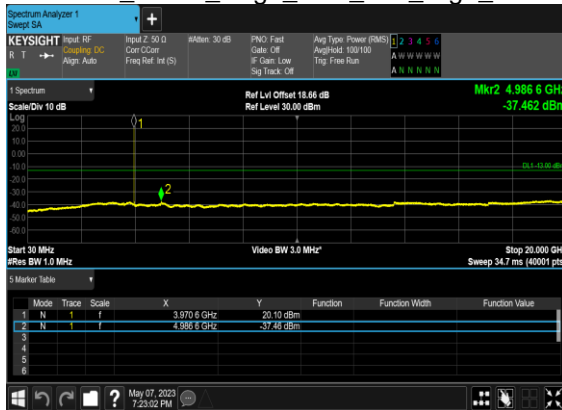 Spectrum Analyzer 1
Swept SA
+
KEYSIGHT
R T
LW
Input: RF
Coupling: DC
Align: Auto
Input Z: 50 Ω
Corr CCorr
Freq Ref: Int (S)
#Atten: 30 dB
PNO: Fast
Gate: Off
IF Gain: Low
Sig Track: Off
Avg Type: Power (RMS)
Avg|Hold: 100/100
Trig: Free Run
1 2 3 4 5 6
A W W W W W
A N N N N N
1 Spectrum
Scale/Div 10 dB
Ref Lvl Offset 18.66 dB
Ref Level 30.00 dBm
Mkr2 4.986 6 GHz
-37.462 dBm
Log
20.0
10.0
0.00
-10.0
-20.0
-30.0
-40.0
-50.0
-60.0
1
2
DL1 -13.00 dBm
Start 30 MHz
#Res BW 1.0 MHz
Video BW 3.0 MHz*
Stop 20.000 GH
Sweep 34.7 ms (40001 pts
5 Marker Table
Mode Trace Scale X Y Function Function Width Function Value
1 N 1 f 3.970 6 GHz 20.10 dBm
2 N 1 f 4.986 6 GHz -37.46 dBm
3
4
5
6
?
May 07, 2023
7:23:02 PM